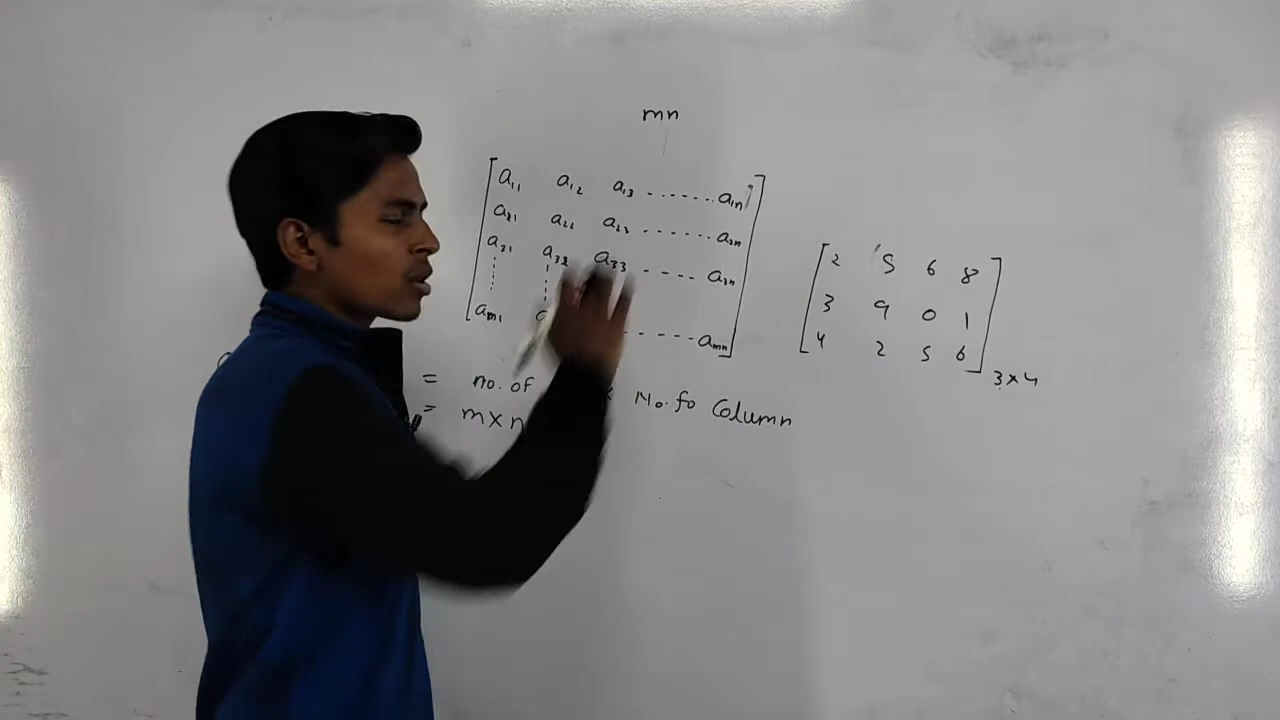 mn
a11 a12 a13 ....... a1n
a21 a22 a23 ....... a2n
a31 a32 a33 ---- a3n
am1 ----- amn
= no. of × No. fo Column
= m×n
2 5 6 8
3 9 0 1
4 2 5 6
3×4